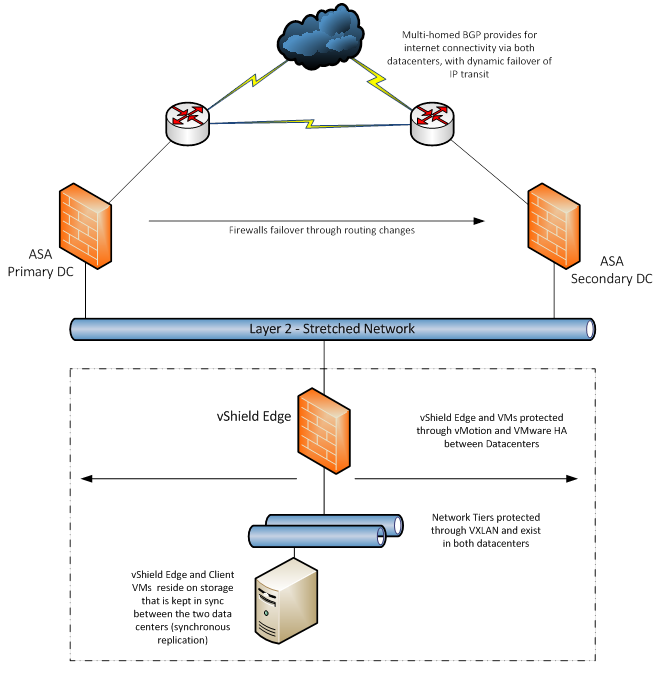 Multi-homed BGP provides for
internet connectivity via both
datacenters, with dynamic failover of
IP transit
Firewalls failover through routing changes
ASA
Primary DC
ASA
Secondary DC
Layer 2 - Stretched Network
vShield Edge
vShield Edge and VMs protected
through vMotion and VMware HA
between Datacenters
Network Tiers protected
through VXLAN and exist
in both datacenters
vShield Edge and Client
VMs reside on storage
that is kept in sync
between the two data
centers (synchronous
replication)